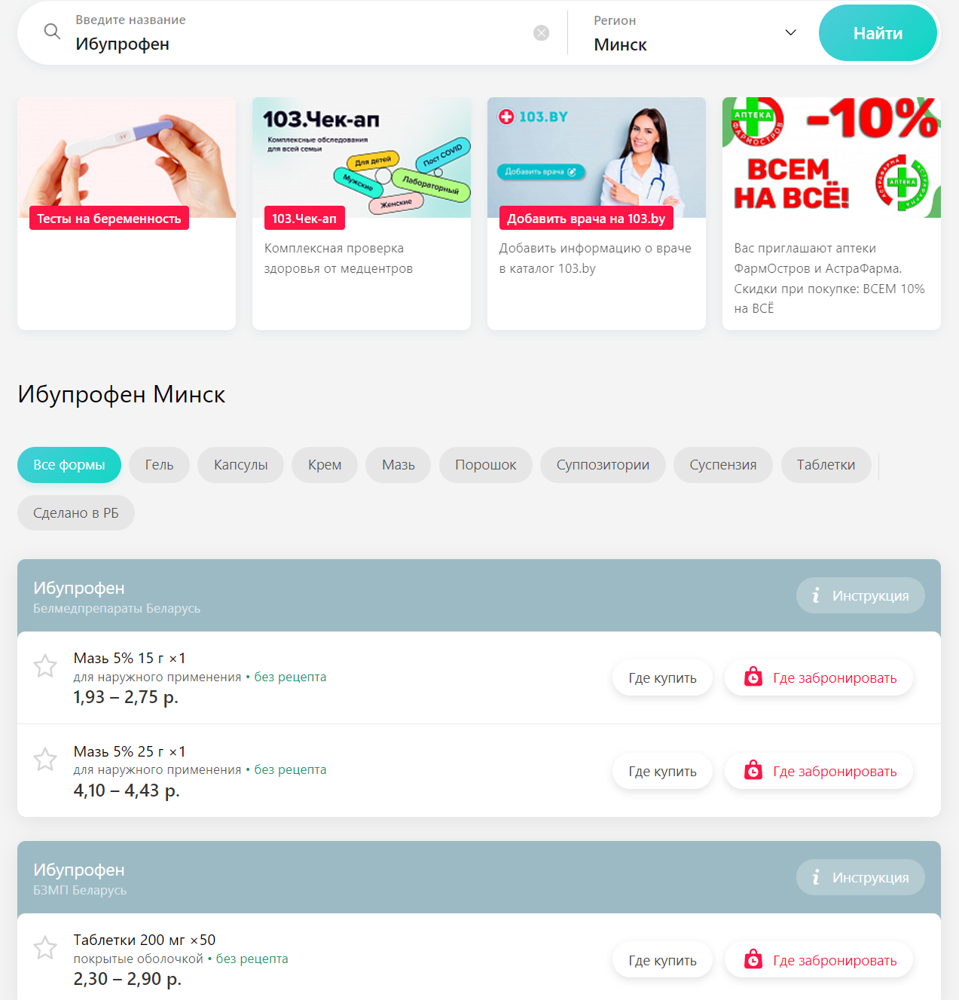 Введите название
Ибупрофен
Регион
Минск
Найти
Тесты на беременность
103.Чек-ап
Комплексные обследования
для всей семьи
Для детей
Пост COVID
Мужские
Лабораторный
Женские
103.Чек-ап
Комплексная проверка
здоровья от медцентров
103.BY
Добавить врача
Добавить врача на 103.by
Добавить информацию о враче
в каталог 103.by
АПТЕКА
ФАРМОСТРОВ
-10%
ВСЕМ
НА ВСЁ!
АСТРАФАРМА
АПТЕКА
АСТРАФАРМА
Вас приглашают аптеки
ФармОстров и АстраФарма.
Скидки при покупке: ВСЕМ 10%
на ВСЁ
Ибупрофен Минск
Все формы
Гель
Капсулы
Крем
Мазь
Порошок
Суппозитории
Суспензия
Таблетки
Сделано в РБ
Ибупрофен
Белмедпрепараты Беларусь
Инструкция
Мазь 5% 15 г ×1
для наружного применения • без рецепта
1,93 – 2,75 р.
Где купить
Где забронировать
Мазь 5% 25 г ×1
для наружного применения • без рецепта
4,10 – 4,43 р.
Где купить
Где забронировать
Ибупрофен
БЗМП Беларусь
Инструкция
Таблетки 200 мг ×50
покрытые оболочкой • без рецепта
2,30 – 2,90 р.
Где купить
Где забронировать